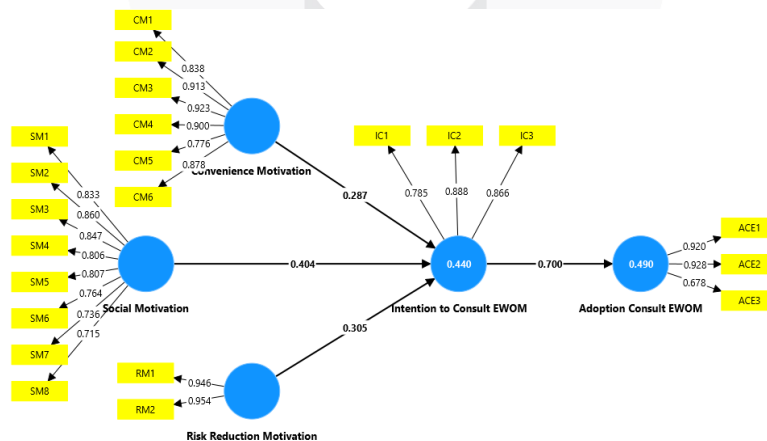 CM1
CM2
CM3
CM4
CM5
CM6
0.838
0.913
0.923
0.900
0.776
0.878
onvenience Motivation
SM1
SM2
SM3
SM4
SM5
SM6
SM7
SM8
0.833
0.860
0.847
0.806
0.807
0.764
0.736
0.715
Social Motivation
IC1
IC2
IC3
0.785
0.888
0.866
0.287
0.404
0.305
0.440
Intention to Consult EWOM
0.700
0.490
Adoption Consult EWOM
ACE1
ACE2
ACE3
0.920
0.928
0.678
RM1
RM2
0.946
0.954
Risk Reduction Motivation